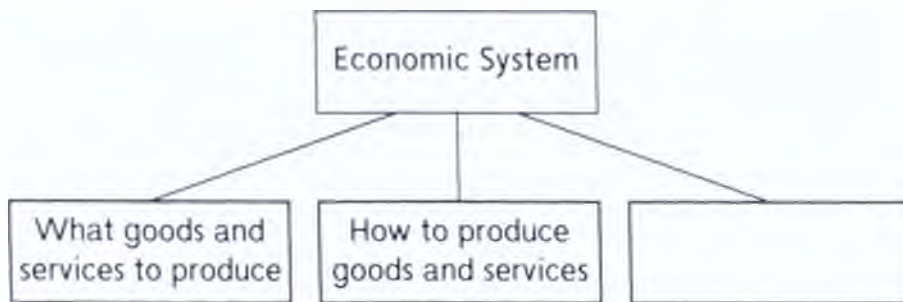 Economic System
What goods and
services to produce
How to produce
goods and services